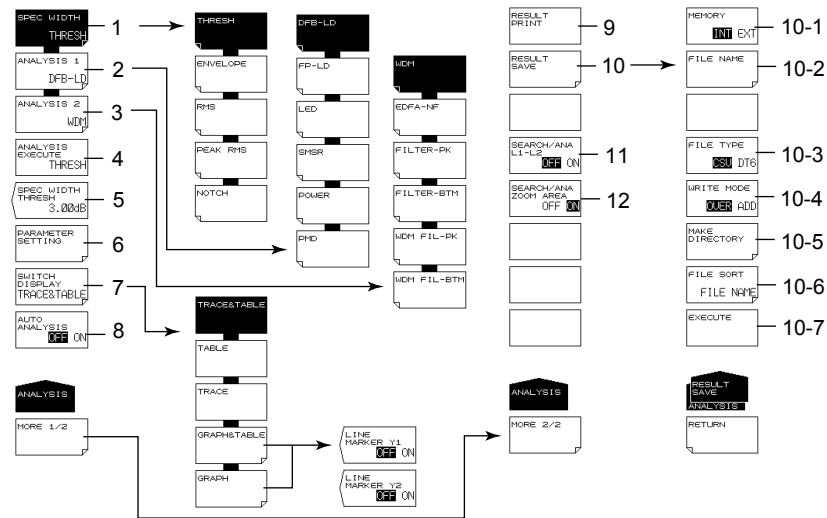 SPEC WIDTH
THRESH
1
ANALYSIS 1
DFB-LD
2
ANALYSIS 2
WDM
3
ANALYSIS
EXECUTE
THRESH
4
SPEC WIDTH
THRESH
3.00dB
5
PARAMETER
SETTING
6
SWITCH
DISPLAY
TRACE&TABLE
7
AUTO
ANALYSIS
OFF ON
8
ANALYSIS
MORE 1/2
THRESH
ENVELOPE
RMS
PEAK RMS
NOTCH
TRACE&TABLE
TABLE
TRACE
GRAPH&TABLE
GRAPH
DFB-LD
FP-LD
LED
SMSR
POWER
PMD
LINE
MARKER Y1
OFF ON
LINE
MARKER Y2
OFF ON
WDM
EDFA-NF
FILTER-PK
FILTER-BTM
WDM FIL-PK
WDM FIL-BTM
RESULT
PRINT
9
RESULT
SAVE
10
SEARCH/ANA
L1-L2
OFF ON
11
SEARCH/ANA
ZOOM AREA
OFF ON
12
ANALYSIS
MORE 2/2
MEMORY
INT EXT
10-1
FILE NAME
10-2
FILE TYPE
CSV DT6
10-3
WRITE MODE
OVER ADD
10-4
MAKE
DIRECTORY
10-5
FILE SORT
FILE NAME
10-6
EXECUTE
10-7
RESULT
SAVE
ANALYSIS
RETURN